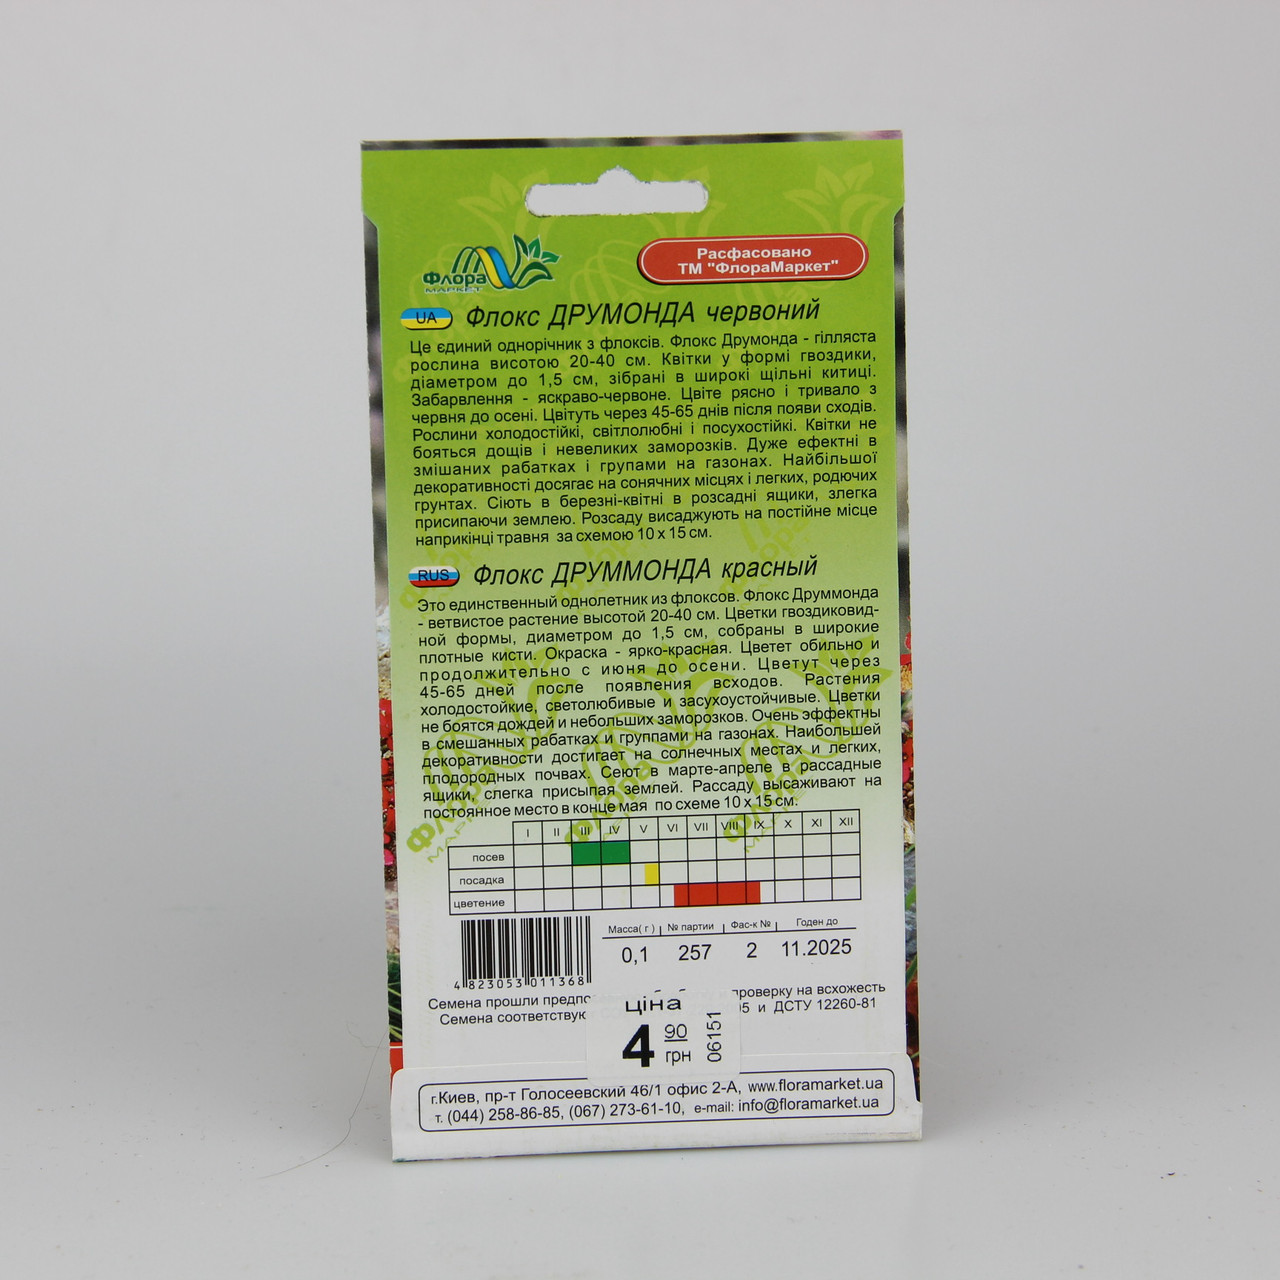 Флора
МАРКЕТ
Расфасовано
ТМ "ФлораМаркет"
UA
Флокс ДРУМОНДА червоний
Це єдиний однорічник з флоксів. Флокс Друмонда - гілляста
рослина висотою 20-40 см. Квітки у формі гвоздики,
діаметром до 1,5 см, зібрані в широкі щільні китиці.
Забарвлення - яскраво-червоне. Цвіте рясно і тривало з
червня до осені. Цвітуть через 45-65 днів після появи сходів.
Рослини холодостійкі, світлолюбні і посухостійкі. Квітки не
бояться дощів і невеликих заморозків. Дуже ефектні в
змішаних рабатках і групами на газонах. Найбільшої
декоративності досягає на сонячних місцях і легких, родючих
грунтах. Сіють в березні-квітні в розсадні ящики, злегка
присипаючи землею. Розсаду висаджують на постійне місце
наприкінці травня за схемою 10 х 15 см.
RUS
Флокс ДРУММОНДА красный
Это единственный однолетник из флоксов. Флокс Друммонда
- ветвистое растение высотой 20-40 см. Цветки гвоздиковид-
ной формы, диаметром до 1,5 см, собраны в широкие
плотные кисти. Окраска - ярко-красная. Цветет обильно и
продолжительно с июня до осени. Цветут через
45-65 дней после появления всходов. Растения
холодостойкие, светолюбивые и засухоустойчивые. Цветки
не боятся дождей и небольших заморозков. Очень эффектны
в смешанных рабатках и группами на газонах. Наибольшей
декоративности достигает на солнечных местах и легких,
плодородных почвах. Сеют в марте-апреле в рассадные
ящики, слегка присыпая землей. Рассаду высаживают на
постоянное место в конце мая по схеме 10 х 15 см.
I II III IV V VI VII VIII IX X XI XII
посев
посадка
цветение
Масса( г ) № партии Фас-к № Годен до
0,1 257 2 11.2025
4 823053 011368
Семена прошли предпо и проверку на всхожесть
Семена соответствую 05 и ДСТУ 12260-81
ціна
4 90 грн
06151
г.Киев, пр-т Голосеевский 46/1 офис 2-А, www.floramarket.ua
т. (044) 258-86-85, (067) 273-61-10, e-mail: info@floramarket.ua